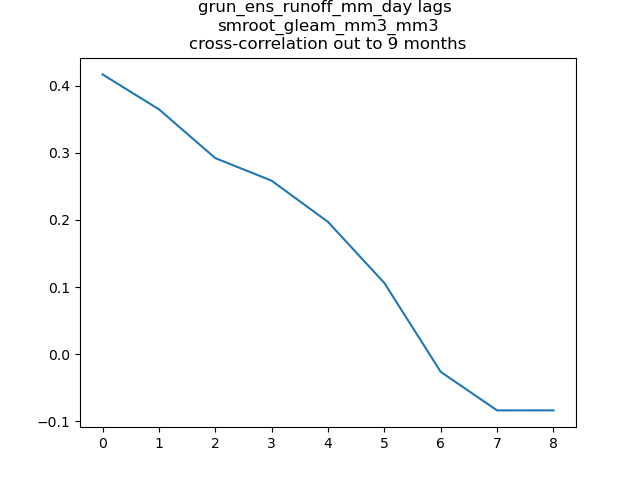 grun_ens_runoff_mm_day lags
smroot_gleam_mm3_mm3
cross-correlation out to 9 months
0.4
0.3
0.2
0.1
0.0
−0.1
0 1 2 3 4 5 6 7 8